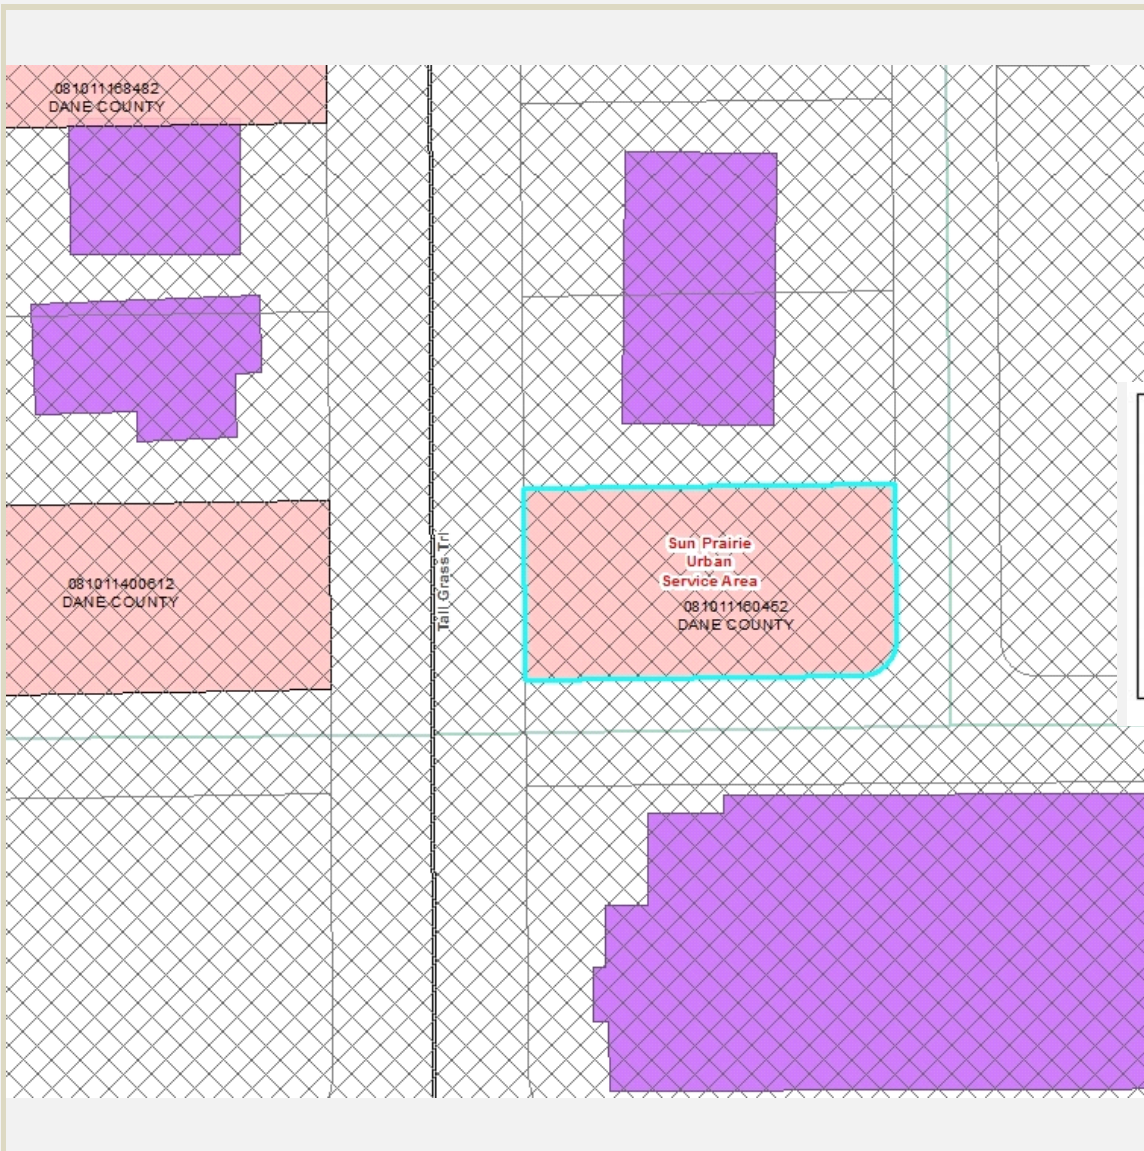 081011168482
DANE COUNTY
Sun Prairie
Urban
Service Area
081011160452
DANE COUNTY
081011400612
DANE COUNTY
Tall Grass Trl